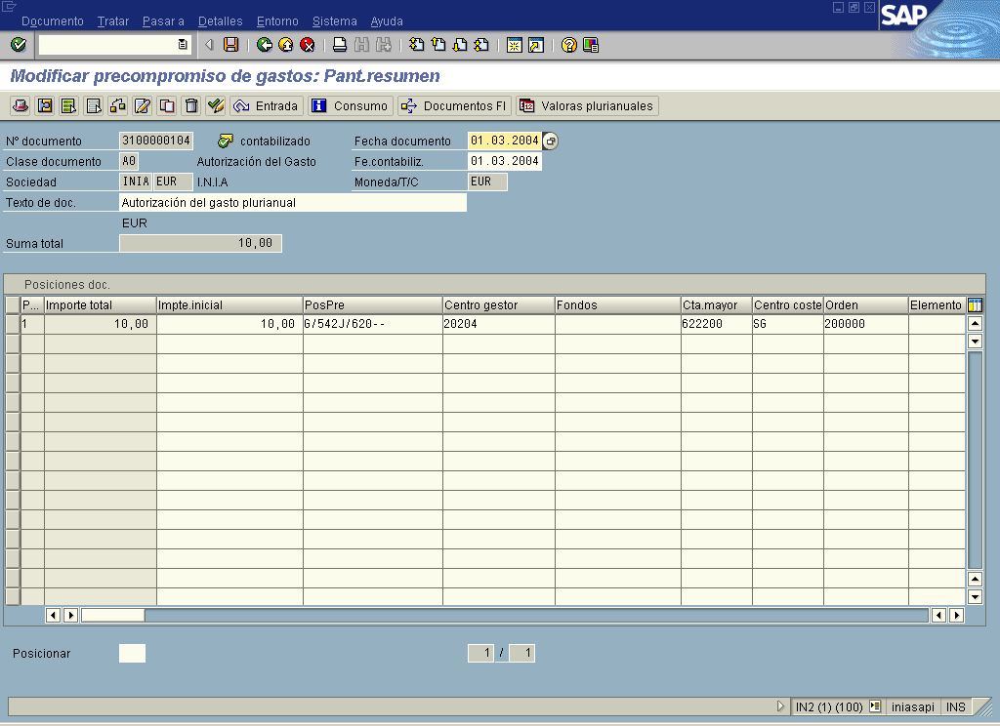 Documento Tratar Pasar a Detalles Entorno Sistema Ayuda
SAP
Modificar precompromiso de gastos: Pant.resumen
Entrada Consumo Documentos FI Valoras plurianuales
Nº documento 3100000104 contabilizado Fecha documento 01.03.2004
Clase documento A0 Autorización del Gasto Fe.contabiliz. 01.03.2004
Sociedad INIA EUR I.N.I.A Moneda/T/C EUR
Texto de doc. Autorización del gasto plurianual
EUR
Suma total 10,00
Posiciones doc.
P... Importe total Impte.inicial PosPre Centro gestor Fondos Cta.mayor Centro coste Orden Elemento
1 10,00 10,00 G/542J/620-- 20204 622200 SG 200000
Posicionar 1 / 1
IN2 (1) (100) iniasapi INS